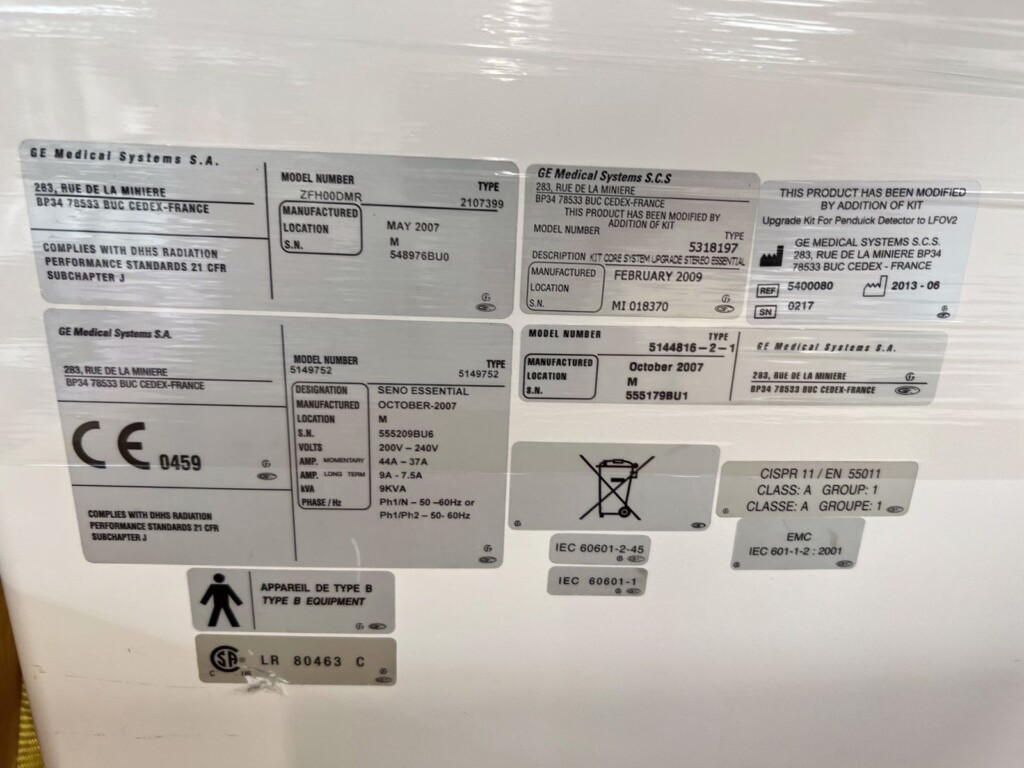 GE Medical Systems S.A.
283, RUE DE LA MINIERE
BP34 78533 BUC CEDEX-FRANCE
COMPLIES WITH DHHS RADIATION
PERFORMANCE STANDARDS 21 CFR
SUBCHAPTER J
MODEL NUMBER TYPE
ZFH00DMR 2107399
MANUFACTURED MAY 2007
LOCATION M
S.N. 548976BU0
GE Medical Systems S.C.S
283, RUE DE LA MINIERE
BP34 78533 BUC CEDEX-FRANCE
THIS PRODUCT HAS BEEN MODIFIED BY
ADDITION OF KIT
MODEL NUMBER TYPE
5318197
DESCRIPTION KIT CORE SYSTEM UPGRADE STEREO ESSENTIAL
MANUFACTURED FEBRUARY 2009
LOCATION
S.N. MI 018370
THIS PRODUCT HAS BEEN MODIFIED
BY ADDITION OF KIT
Upgrade Kit For Penduick Detector to LFOV2
GE MEDICAL SYSTEMS S.C.S.
283, RUE DE LA MINIERE BP34
78533 BUC CEDEX - FRANCE
REF 5400080 2013 - 06
SN 0217
GE Medical Systems S.A.
283, RUE DE LA MINIERE
BP34 78533 BUC CEDEX-FRANCE
CE 0459
COMPLIES WITH DHHS RADIATION
PERFORMANCE STANDARDS 21 CFR
SUBCHAPTER J
MODEL NUMBER TYPE
5149752 5149752
DESIGNATION SENO ESSENTIAL
MANUFACTURED OCTOBER-2007
LOCATION M
S.N. 555209BU6
VOLTS 200V – 240V
AMP. MOMENTARY 44A – 37A
AMP. LONG TERM 9A - 7.5A
kVA 9KVA
PHASE / Hz Ph1/N – 50 –60Hz or
Ph1/Ph2 – 50- 60Hz
MODEL NUMBER TYPE
5144816-2-1
MANUFACTURED October 2007
LOCATION M
S.N. 555179BU1
GE Medical Systems S.A.
283, RUE DE LA MINIERE
BP34 78533 BUC CEDEX-FRANCE
CISPR 11 / EN 55011
CLASS: A GROUP: 1
CLASSE: A GROUPE: 1
IEC 60601-2-45
EMC
IEC 601-1-2 : 2001
IEC 60601-1
APPAREIL DE TYPE B
TYPE B EQUIPMENT
CSA LR 80463 C